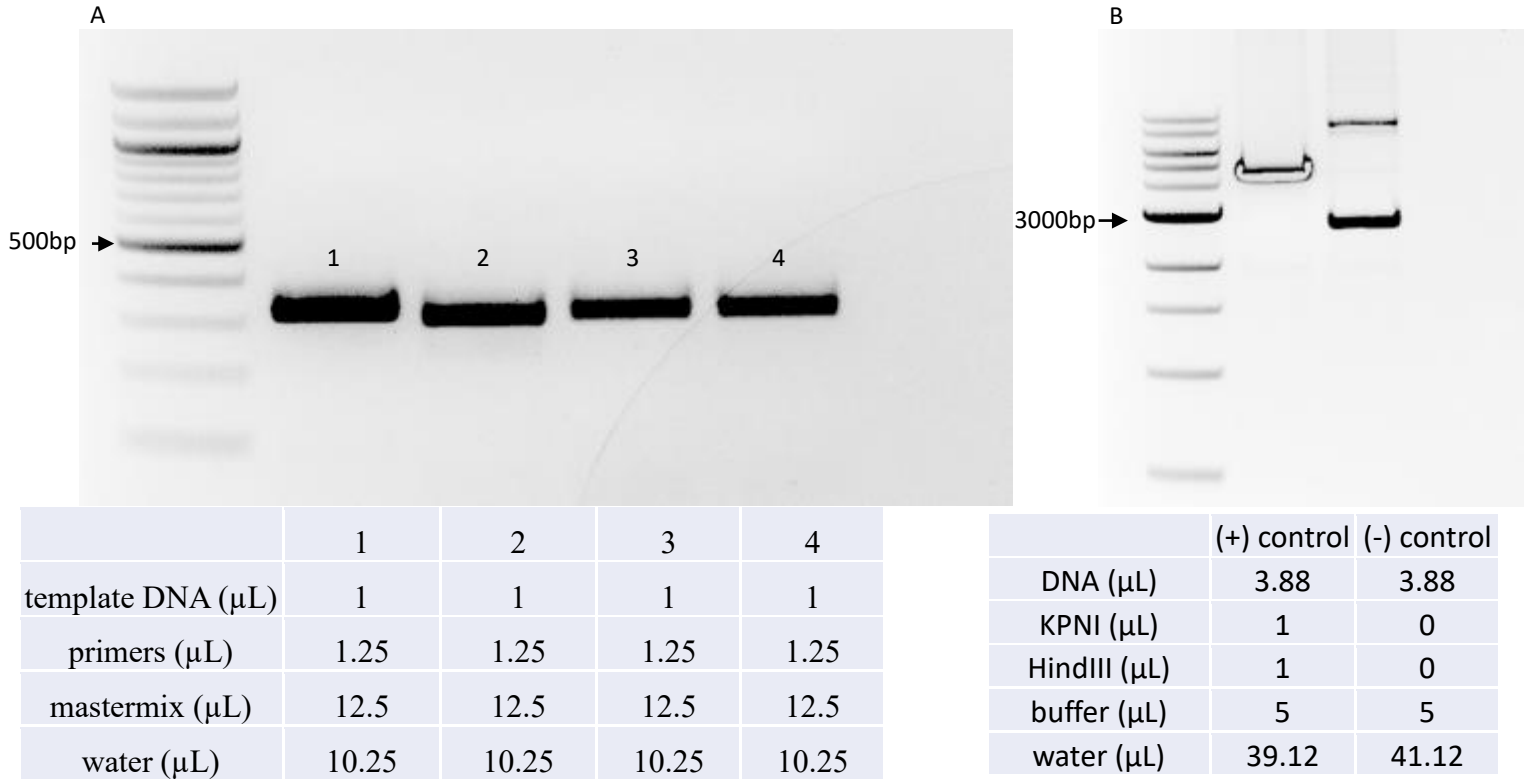 A
B
500bp
1 2 3 4
3000bp
1 2 3 4
template DNA (µL) 1 1 1 1
primers (µL) 1.25 1.25 1.25 1.25
mastermix (µL) 12.5 12.5 12.5 12.5
water (µL) 10.25 10.25 10.25 10.25
(+) control (-) control
DNA (µL) 3.88 3.88
KPNI (µL) 1 0
HindIII (µL) 1 0
buffer (µL) 5 5
water (µL) 39.12 41.12